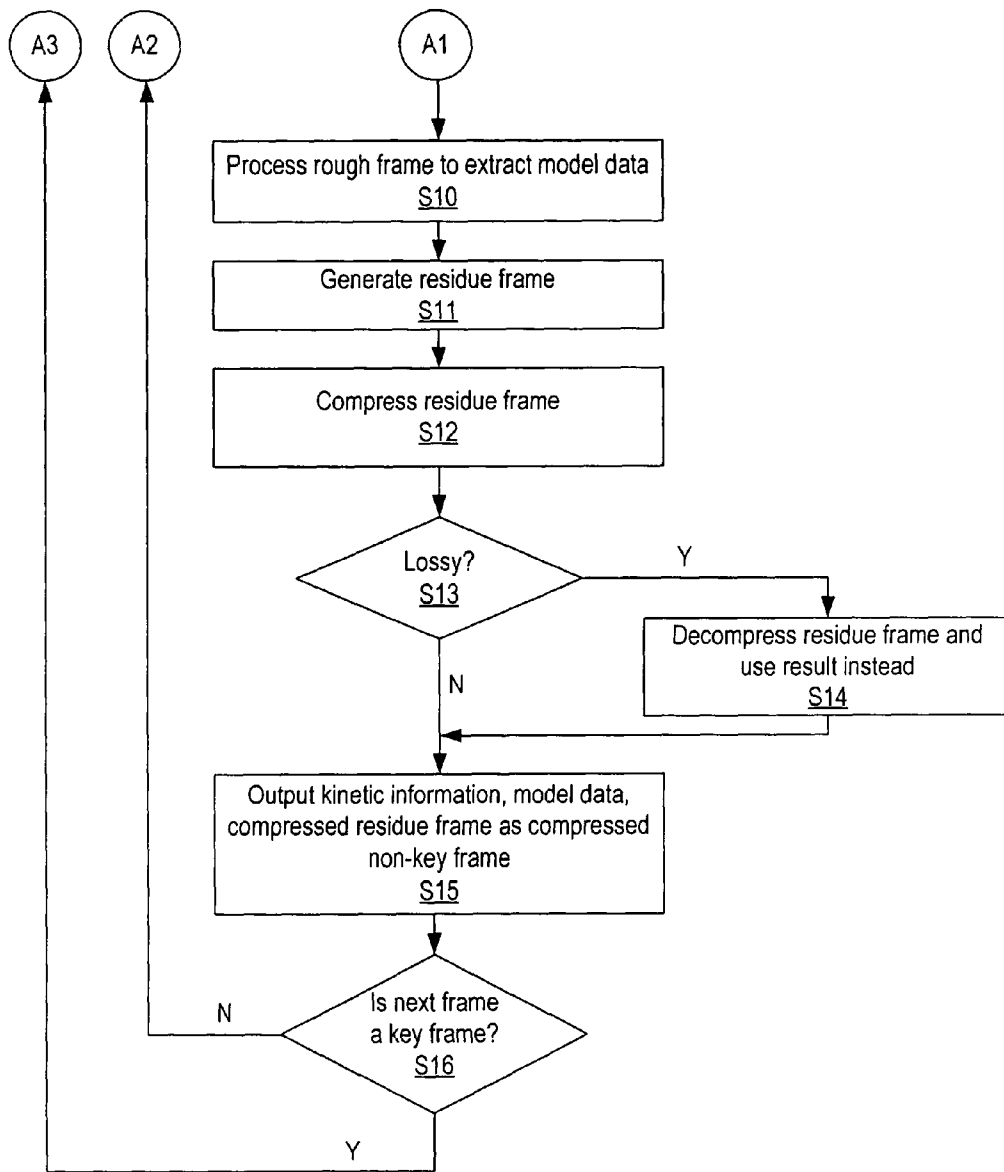 A3
A2
A1
Process rough frame to extract model data
S10
Generate residue frame
S11
Compress residue frame
S12
Lossy?
S13
Y
N
Decompress residue frame and
use result instead
S14
Output kinetic information, model data,
compressed residue frame as compressed
non-key frame
S15
Is next frame
a key frame?
S16
N
Y